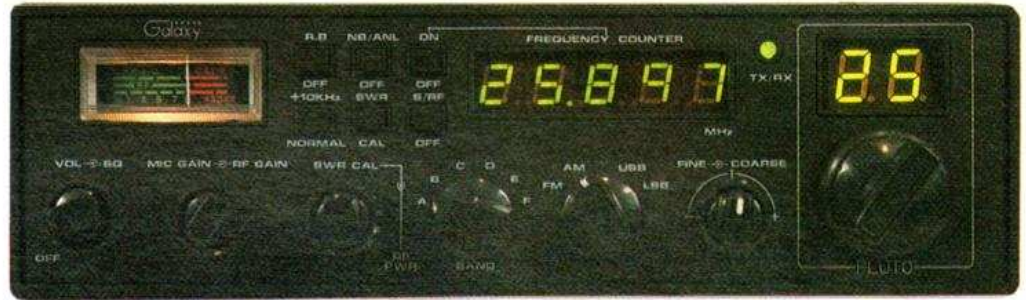 Galaxy
R.B NB/ANL ON
FREQUENCY COUNTER
25.897
TX/RX
25
OFF OFF OFF
+10KHz SWR S/RF
MHz
NORMAL CAL OFF
VOL SQ MIC GAIN RF GAIN SWR CAL
A B C D E F
FM AM USB LSB
FINE COARSE
OFF
RF PWR
BAND
PLUTO